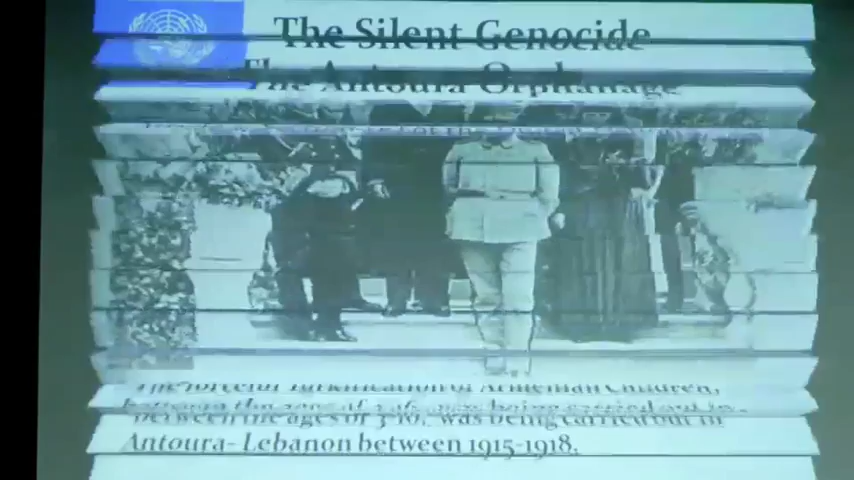 The Silent Genocide
The Antoura Orphanage
The forceful Turkification of Armenian Children,
between the ages of 3-16, was being carried out in
Antoura- Lebanon between 1915-1918.